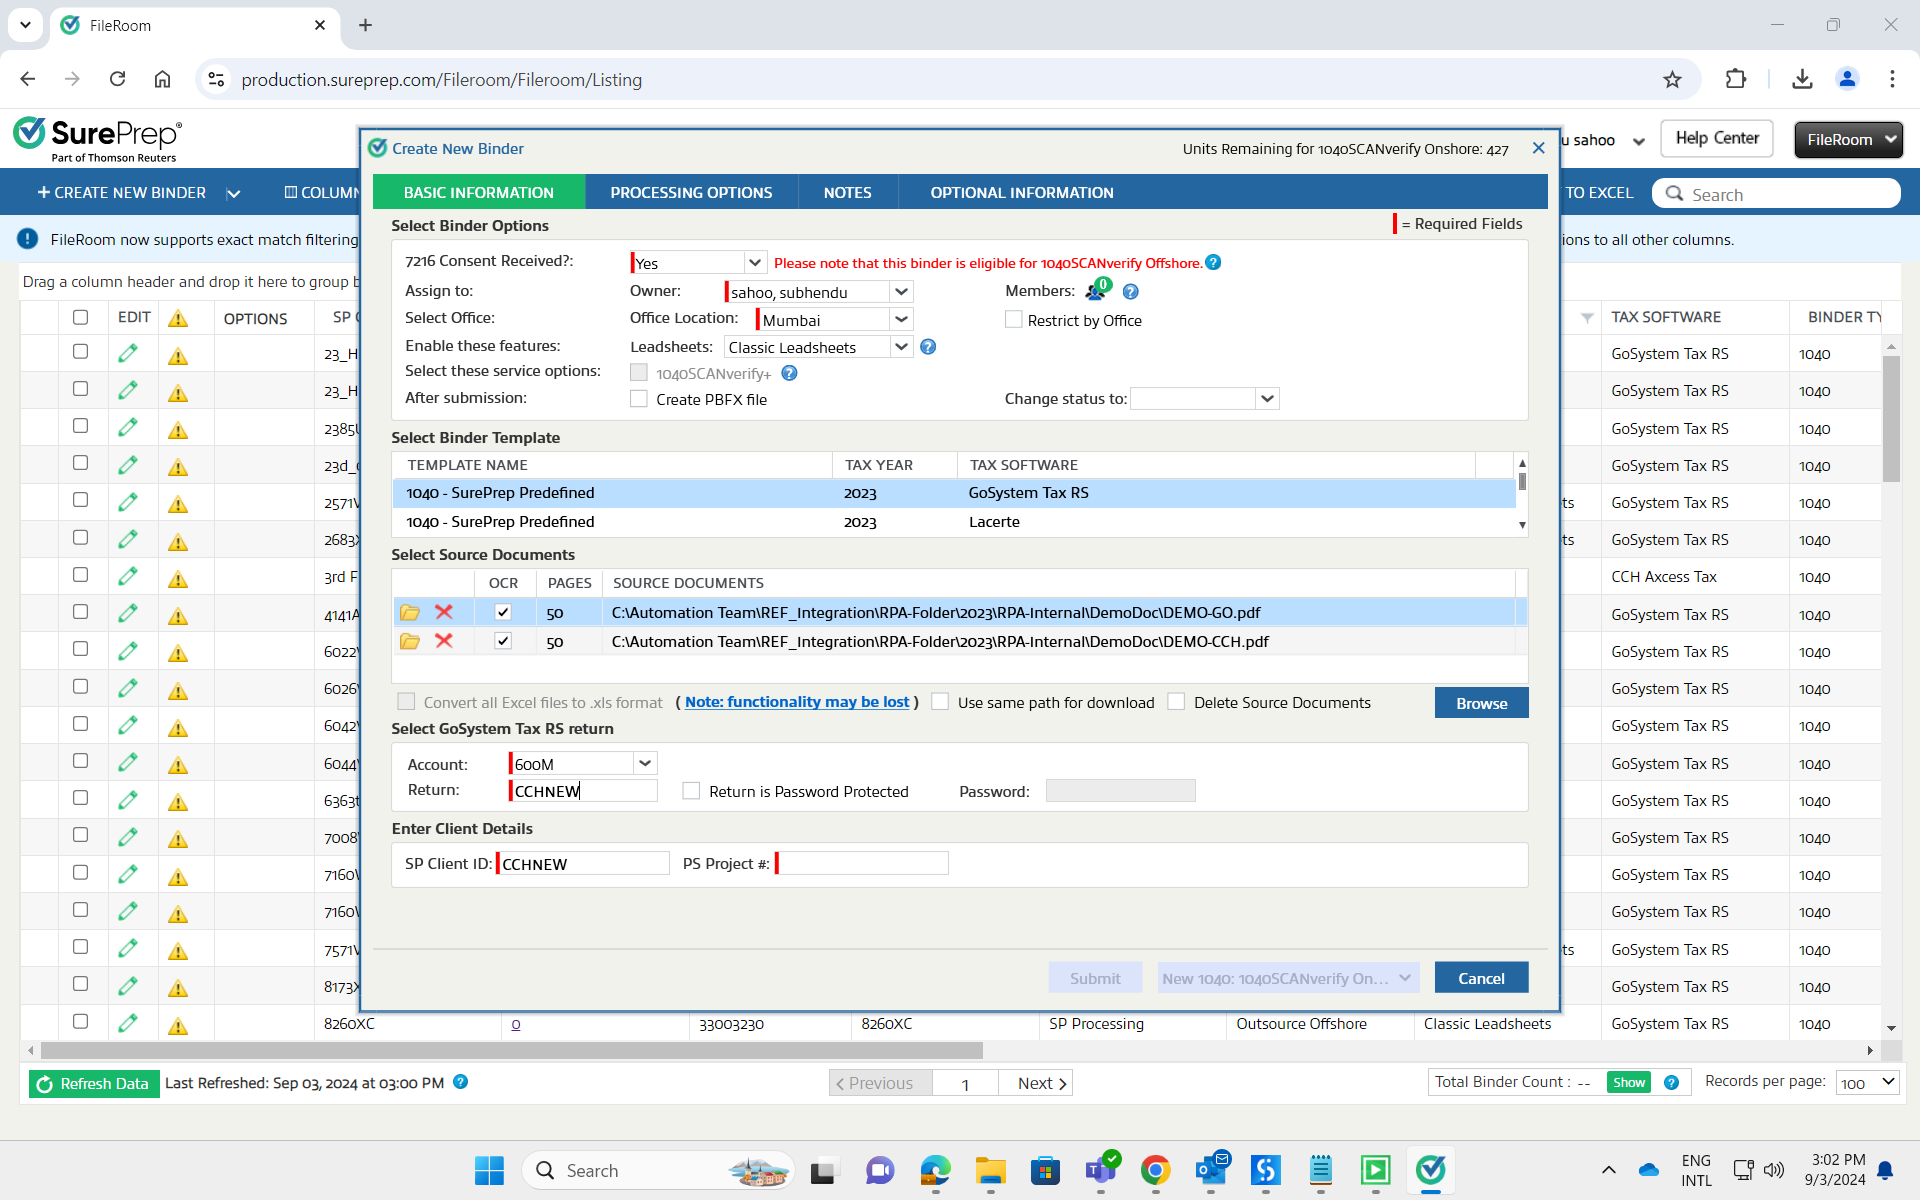 FileRoom
production.sureprep.com/Fileroom/Fileroom/Listing
SurePrep®
Part of Thomson Reuters
u sahoo
Help Center
FileRoom
+ CREATE NEW BINDER
COLUMN
TO EXCEL
Search
FileRoom now supports exact match filtering
ions to all other columns.
Drag a column header and drop it here to group b
EDIT
OPTIONS
SP C
TAX SOFTWARE
BINDER TY
23_H
GoSystem Tax RS
1040
23_H
GoSystem Tax RS
1040
2385U
GoSystem Tax RS
1040
23d_
GoSystem Tax RS
1040
2571V
ts
GoSystem Tax RS
1040
2683X
ts
GoSystem Tax RS
1040
3rd F
CCH Axcess Tax
1040
4141A
GoSystem Tax RS
1040
6022V
GoSystem Tax RS
1040
6026V
GoSystem Tax RS
1040
6042V
GoSystem Tax RS
1040
6044V
GoSystem Tax RS
1040
6363t
GoSystem Tax RS
1040
7008V
GoSystem Tax RS
1040
7160V
GoSystem Tax RS
1040
7160V
GoSystem Tax RS
1040
7571V
ts
GoSystem Tax RS
1040
8173X
GoSystem Tax RS
1040
8260XC
0
33003230
8260XC
SP Processing
Outsource Offshore
Classic Leadsheets
GoSystem Tax RS
1040
Create New Binder
Units Remaining for 1040SCANverify Onshore: 427
BASIC INFORMATION
PROCESSING OPTIONS
NOTES
OPTIONAL INFORMATION
Select Binder Options
= Required Fields
7216 Consent Received?:
Yes
Please note that this binder is eligible for 1040SCANverify Offshore.
Assign to:
Owner:
sahoo, subhendu
Members:
0
Select Office:
Office Location:
Mumbai
Restrict by Office
Enable these features:
Leadsheets:
Classic Leadsheets
Select these service options:
1040SCANverify+
After submission:
Create PBFX file
Change status to:
Select Binder Template
TEMPLATE NAME
TAX YEAR
TAX SOFTWARE
1040 - SurePrep Predefined
2023
GoSystem Tax RS
1040 - SurePrep Predefined
2023
Lacerte
Select Source Documents
OCR
PAGES
SOURCE DOCUMENTS
50
C:\Automation Team\REF_Integration\RPA-Folder\2023\RPA-Internal\DemoDoc\DEMO-GO.pdf
50
C:\Automation Team\REF_Integration\RPA-Folder\2023\RPA-Internal\DemoDoc\DEMO-CCH.pdf
Convert all Excel files to .xls format
( Note: functionality may be lost )
Use same path for download
Delete Source Documents
Browse
Select GoSystem Tax RS return
Account:
600M
Return:
CCHNEW
Return is Password Protected
Password:
Enter Client Details
SP Client ID:
CCHNEW
PS Project #:
Submit
New 1040: 1040SCANverify On...
Cancel
Refresh Data
Last Refreshed: Sep 03, 2024 at 03:00 PM
Previous
1
Next
Total Binder Count : --
Show
Records per page:
100
Search
ENG
INTL
3:02 PM
9/3/2024